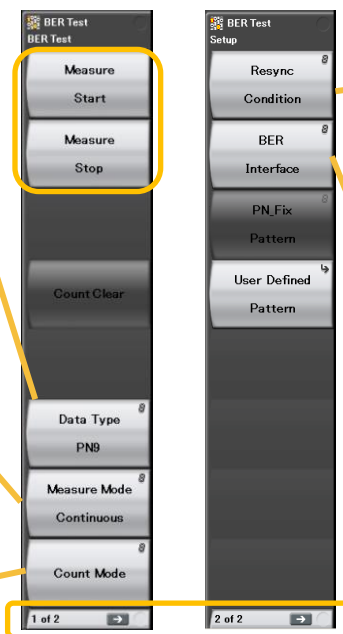 BER Test
BER Test
Measure
Start
Measure
Stop
Count Clear
Data Type
PN9
Measure Mode
Continuous
Count Mode
1 of 2
BER Test
Setup
Resync
Condition
BER
Interface
PN_Fix
Pattern
User Defined
Pattern
2 of 2